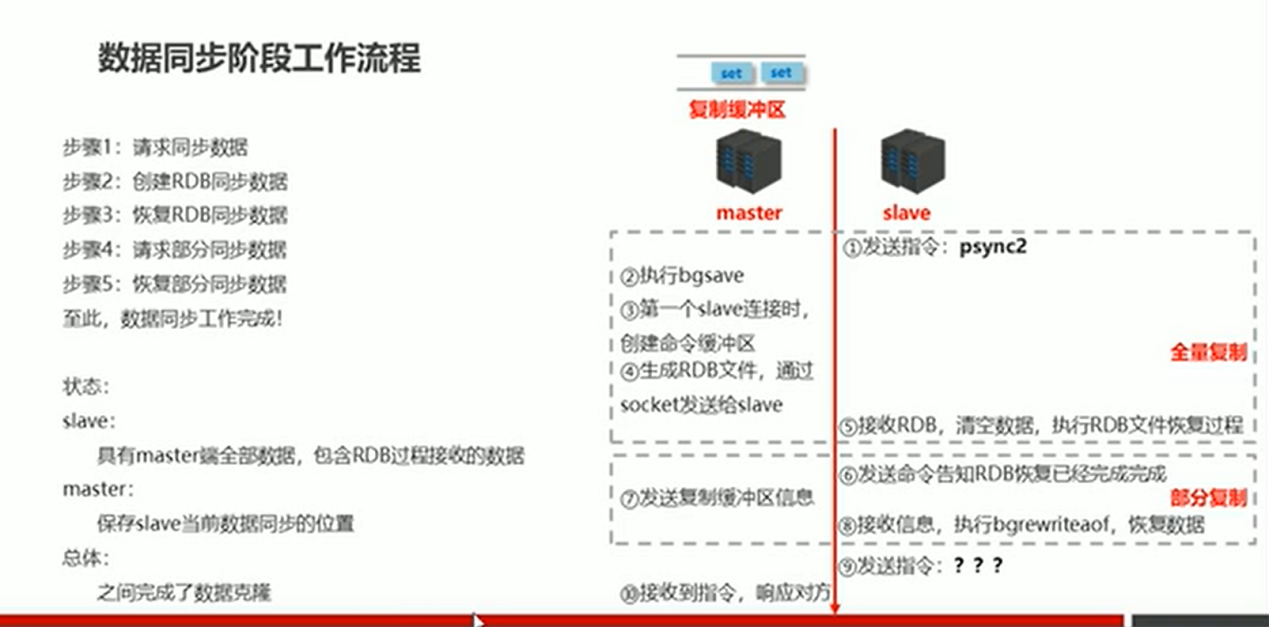 数据同步阶段工作流程
步骤1：请求同步数据
步骤2：创建RDB同步数据
步骤3：恢复RDB同步数据
步骤4：请求部分同步数据
步骤5：恢复部分同步数据
至此，数据同步工作完成！
状态：
slave：
具有master端全部数据，包含RDB过程接收的数据
master：
保存slave当前数据同步的位置
总体：
之间完成了数据克隆
set set
复制缓冲区
master slave
①发送指令：psync2
②执行bgsave
③第一个slave连接时，
创建命令缓冲区
全量复制
④生成RDB文件，通过
socket发送给slave
⑤接收RDB，清空数据，执行RDB文件恢复过程
⑥发送命令告知RDB恢复已经完成完成
⑦发送复制缓冲区信息
部分复制
⑧接收信息，执行bgrewriteaof，恢复数据
⑨发送指令：? ? ?
⑩接收到指令，响应对方